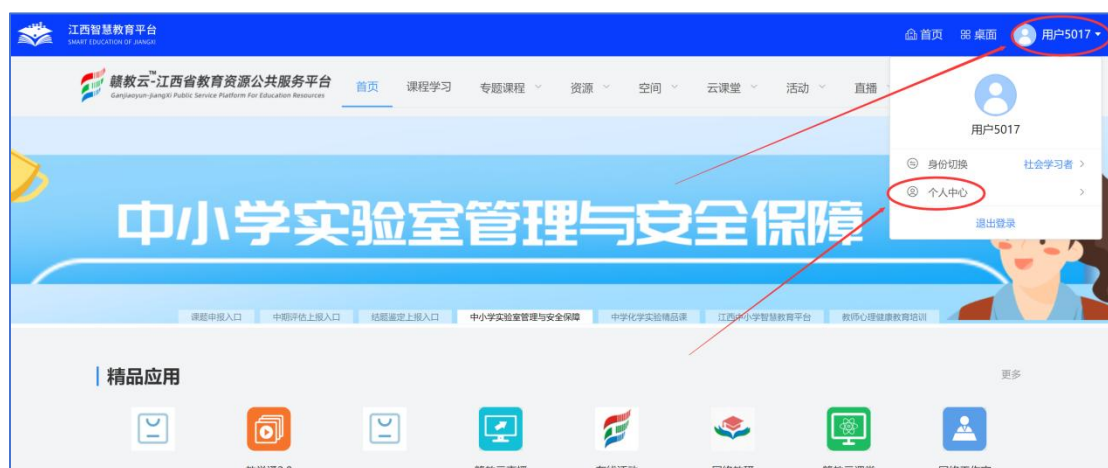 江西智慧教育平台
SMART EDUCATION OF JIANGXI
首页 桌面 用户5017
赣教云™-江西省教育资源公共服务平台
Ganjiaoyun-JiangXi Public Service Platform For Education Resources
首页 课程学习 专题课程 资源 空间 云课堂 活动 直播
用户5017
身份切换 社会学习者 >
个人中心 >
退出登录
中小学实验室管理与安全保障
课题申报入口 中期评估上报入口 结题鉴定上报入口 中小学实验室管理与安全保障 中学化学实验精品课 江西中小学智慧教育平台 教师心理健康教育培训
精品应用
更多